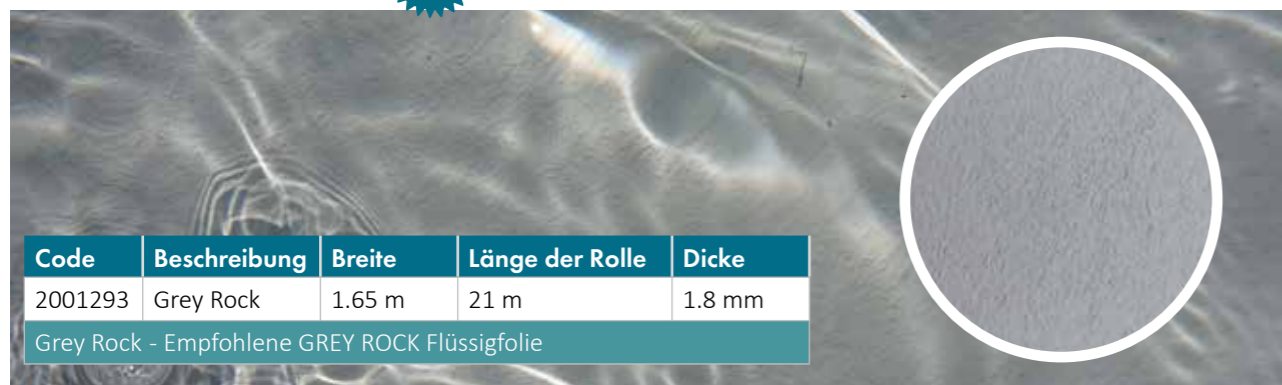 Code Beschreibung Breite Länge der Rolle Dicke
2001293 Grey Rock 1.65 m 21 m 1.8 mm
Grey Rock - Empfohlene GREY ROCK Flüssigfolie